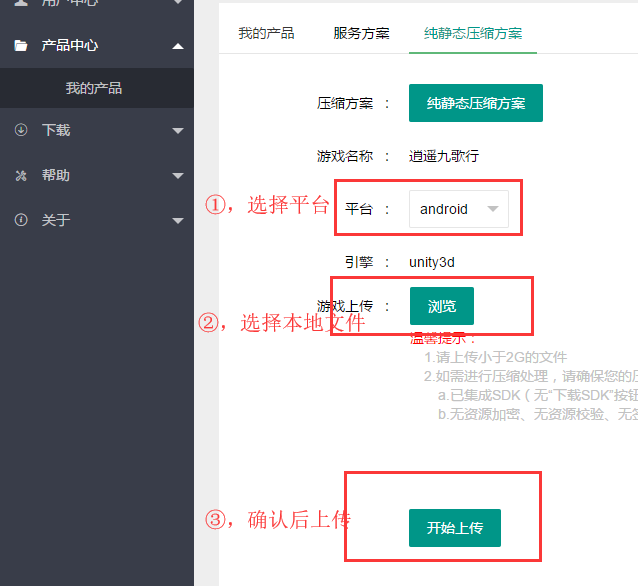 用户中心
产品中心
我的产品
下载
帮助
关于
我的产品 服务方案 纯静态压缩方案
压缩方案 : 纯静态压缩方案
游戏名称 : 逍遥九歌行
①，选择平台
平台 : android
引擎 : unity3d
游戏上传 : 浏览
②，选择本地文件
温馨提示：
1.请上传小于2G的文件
2.如需进行压缩处理，请确保您的
a.已集成SDK（无“下载SDK”按钮
b.无资源加密、无资源校验、无
③，确认后上传
开始上传